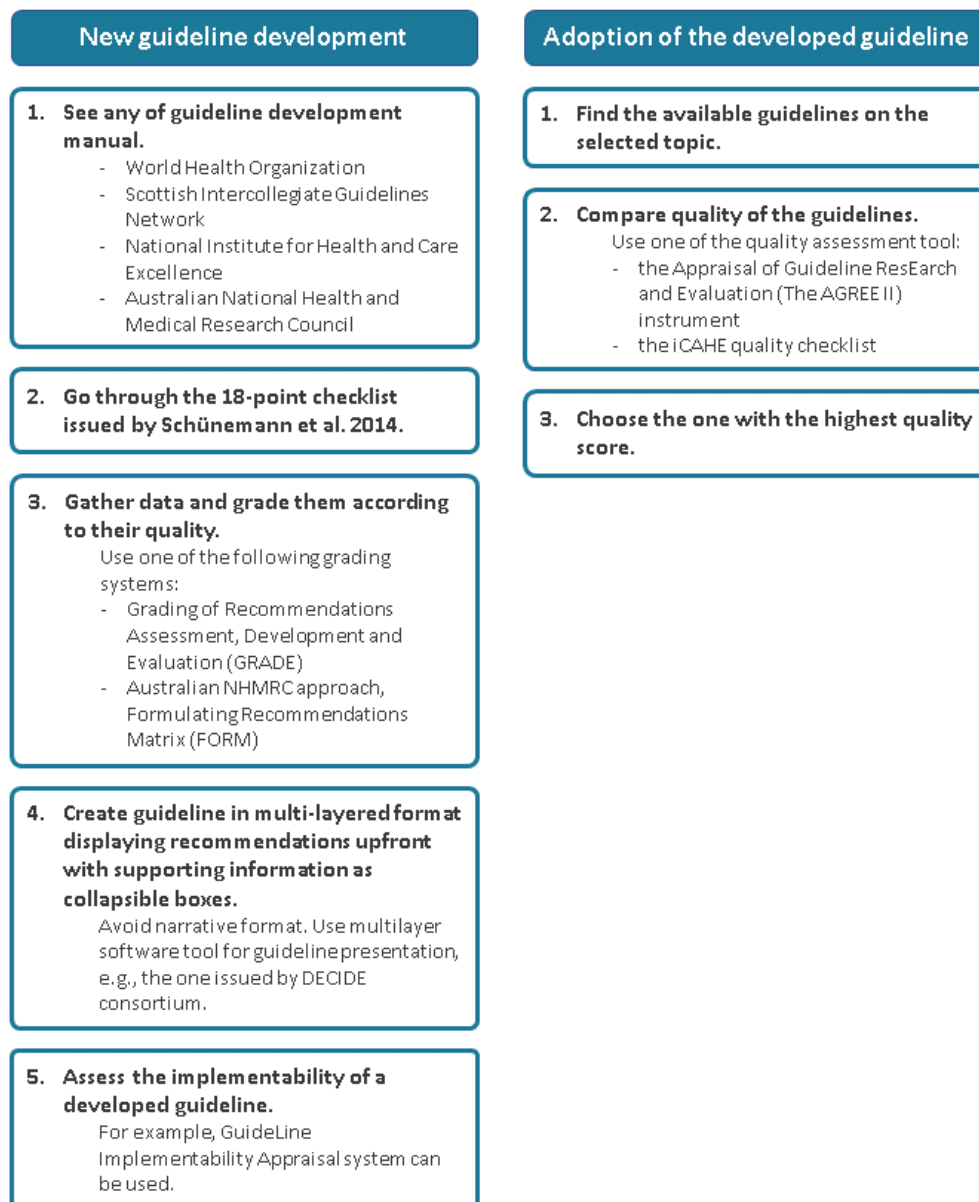 New guideline development
1. See any of guideline development
manual.
- World Health Organization
- Scottish Intercollegiate Guidelines
Network
- National Institute for Health and Care
Excellence
- Australian National Health and
Medical Research Council
2. Go through the 18-point checklist
issued by Schünemann et al. 2014.
3. Gather data and grade them according
to their quality.
Use one of the following grading
systems:
- Grading of Recommendations
Assessment, Development and
Evaluation (GRADE)
- Australian NHMRC approach,
Formulating Recommendations
Matrix (FORM)
4. Create guideline in multi-layered format
displaying recommendations upfront
with supporting information as
collapsible boxes.
Avoid narrative format. Use multilayer
software tool for guideline presentation,
e.g., the one issued by DECIDE
consortium.
5. Assess the implementability of a
developed guideline.
For example, GuideLine
Implementability Appraisal system can
be used.
Adoption of the developed guideline
1. Find the available guidelines on the
selected topic.
2. Compare quality of the guidelines.
Use one of the quality assessment tool:
- the Appraisal of Guideline ResEarch
and Evaluation (The AGREE II)
instrument
- the iCAHE quality checklist
3. Choose the one with the highest quality
score.